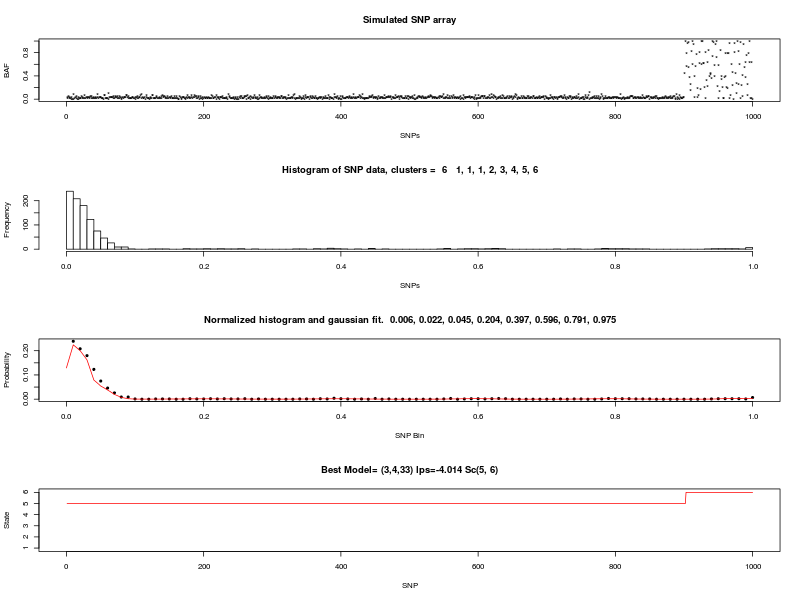 Simulated SNP array
BAF
0.0 0.4 0.8
0 200 400 600 800 1000
SNPs
Histogram of SNP data, clusters = 6 1, 1, 1, 2, 3, 4, 5, 6
Frequency
0 100 200
0.0 0.2 0.4 0.6 0.8 1.0
SNPs
Normalized histogram and gaussian fit. 0.006, 0.022, 0.045, 0.204, 0.397, 0.596, 0.791, 0.975
Probability
0.00 0.10 0.20
0.0 0.2 0.4 0.6 0.8 1.0
SNP Bin
Best Model= (3,4,33) lps=-4.014 Sc(5, 6)
State
1 2 3 4 5 6
0 200 400 600 800 1000
SNP